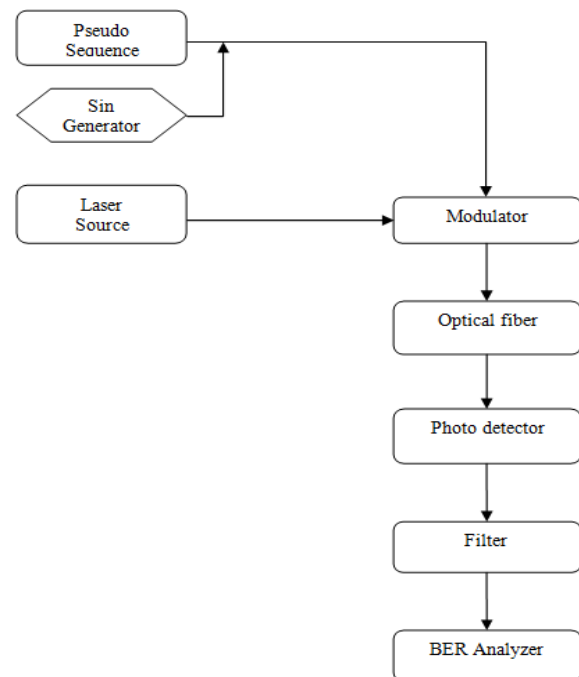 Pseudo
Sequence
Sin
Generator
Laser
Source
Modulator
Optical fiber
Photo detector
Filter
BER Analyzer